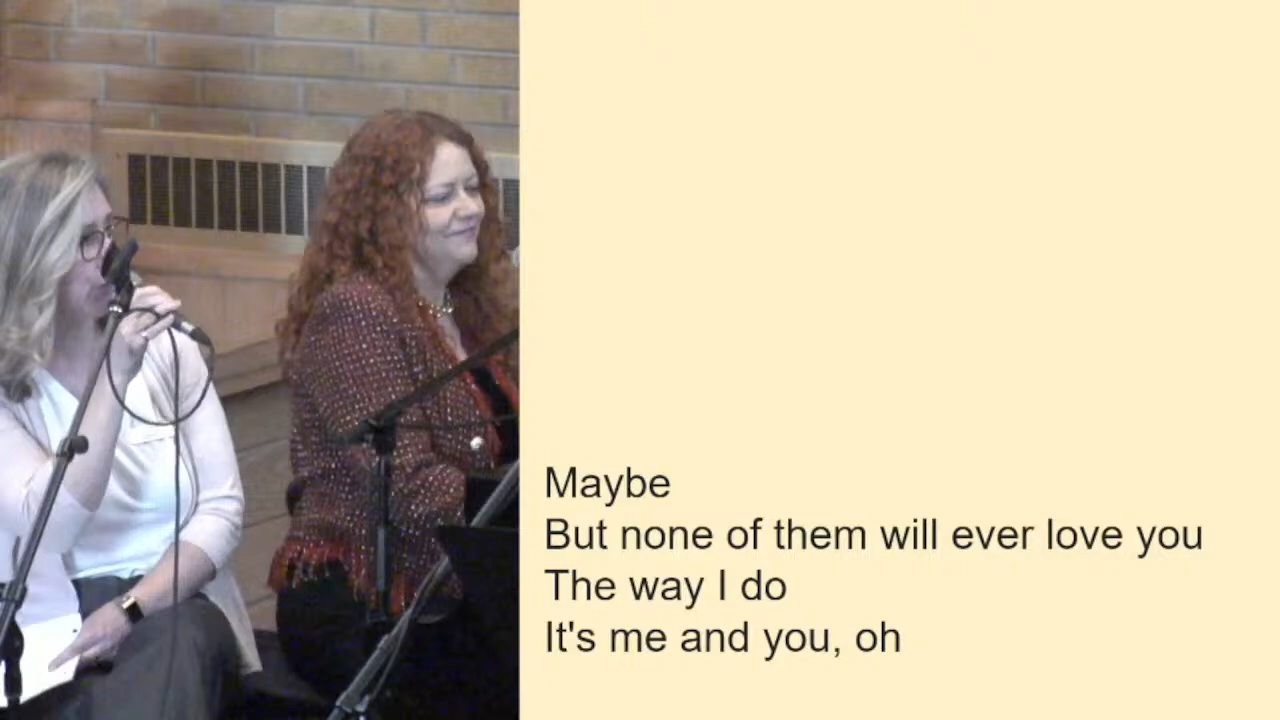 Maybe
But none of them will ever love you
The way I do
It's me and you, oh